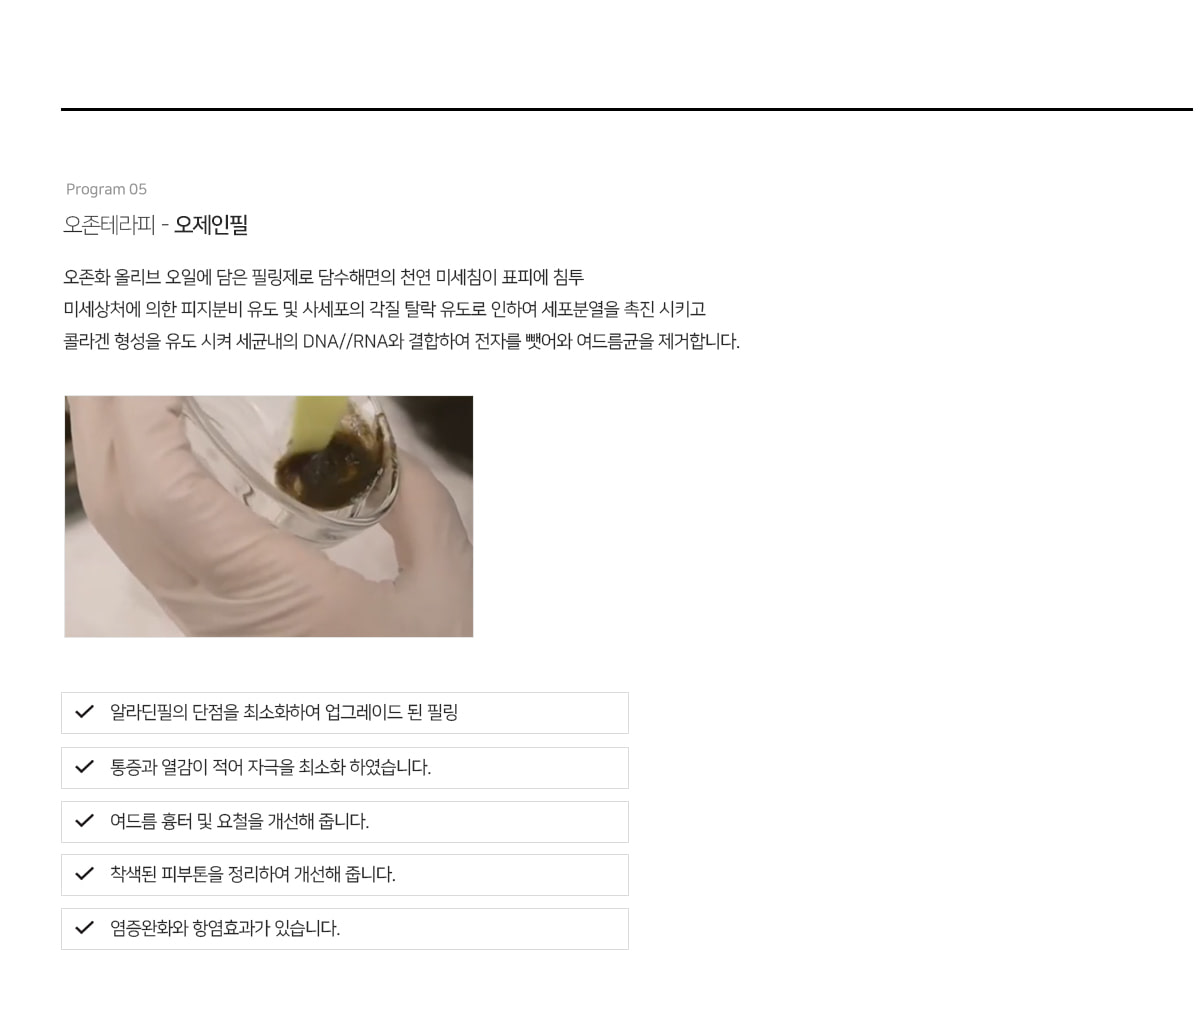 Program 05
오존테라피 - 오제인필
오존화 올리브 오일에 담은 필링제로 담수해면의 천연 미세침이 표피에 침투
미세상처에 의한 피지분비 유도 및 사세포의 각질 탈락 유도로 인하여 세포분열을 촉진 시키고
콜라겐 형성을 유도 시켜 세균내의 DNA//RNA와 결합하여 전자를 뺏어와 여드름균을 제거합니다.
알라딘필의 단점을 최소화하여 업그레이드 된 필링
통증과 열감이 적어 자극을 최소화 하였습니다.
여드름 흉터 및 요철을 개선해 줍니다.
착색된 피부톤을 정리하여 개선해 줍니다.
염증완화와 항염효과가 있습니다.